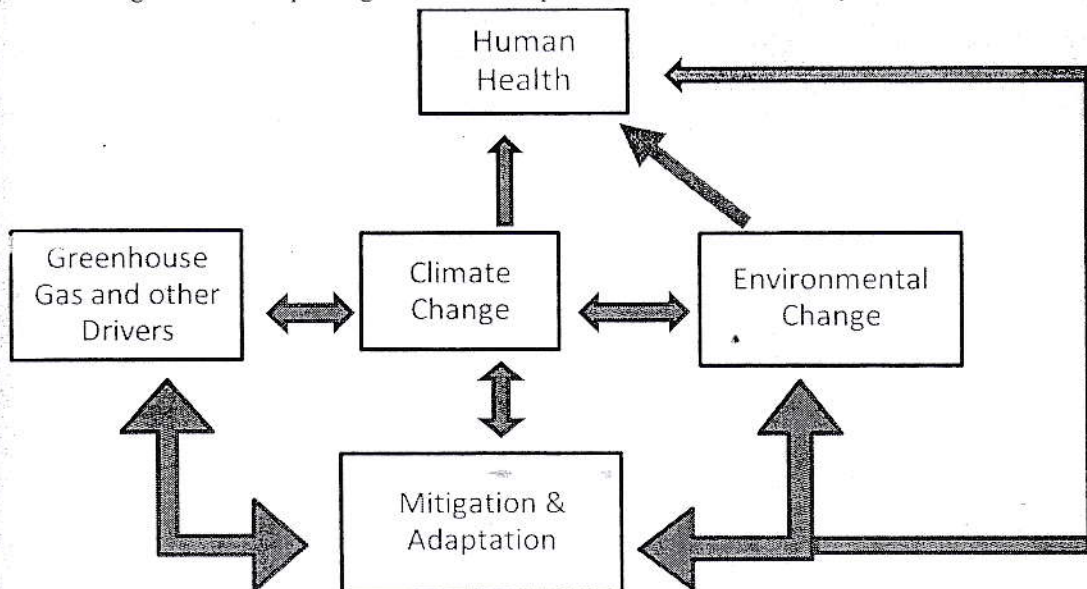 Human
Health
Greenhouse
Gas and other
Drivers
Climate
Change
Environmental
Change
Mitigation &
Adaptation